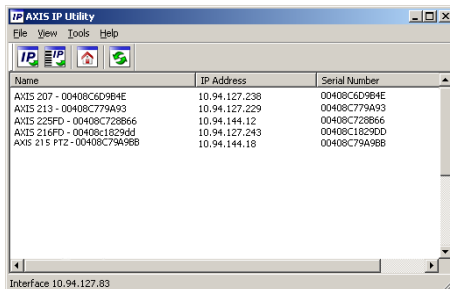 IP AXIS IP Utility
File View Tools Help
IP IP
Name IP Address Serial Number
AXIS 207 - 00408C6D9B4E 10.94.127.238 00408C6D9B4E
AXIS 213 - 00408C779A93 10.94.127.229 00408C779A93
AXIS 225FD - 00408C728B66 10.94.144.12 00408C728B66
AXIS 216FD - 00408c1829dd 10.94.127.243 00408C1829DD
AXIS 215 PTZ - 00408C79A9BB 10.94.144.18 00408C79A9BB
Interface 10.94.127.83